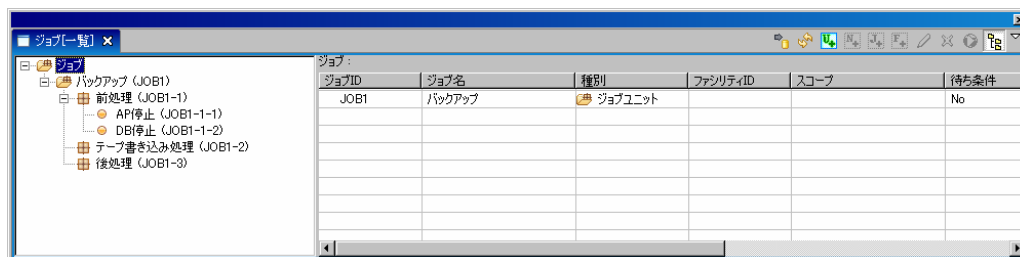 ジョブ[一覧]
ジョブ
バックアップ (JOB1)
前処理 (JOB1-1)
AP停止 (JOB1-1-1)
DB停止 (JOB1-1-2)
テープ書き込み処理 (JOB1-2)
後処理 (JOB1-3)
ジョブ :
ジョブID ジョブ名 種別 ファシリティID スコープ 待ち条件
JOB1 バックアップ ジョブユニット No